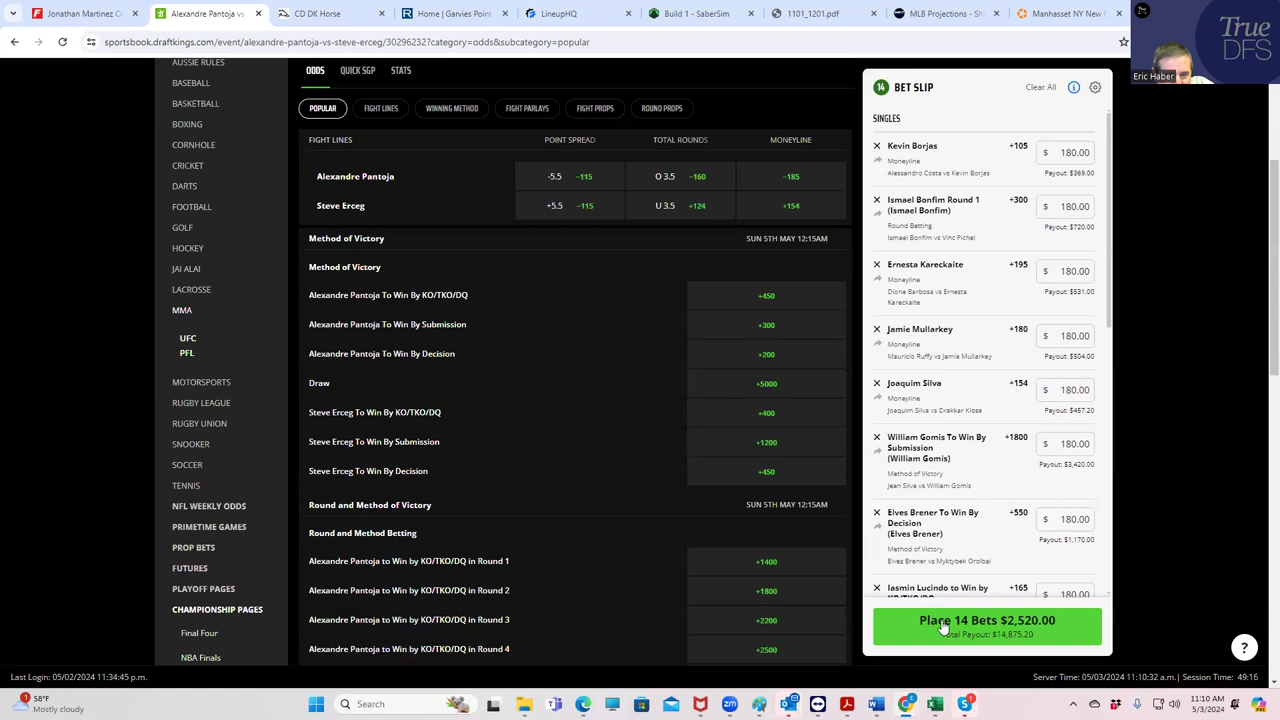 Jonathan Martinez O
Alexandre Pantoja vs
CD DK Horse
Home | Garvies Point
LineupHQ
Build 1 - SaberSim
1101_1201.pdf
MLB Projections - Sh
Manhasset NY New C
sportsbook.draftkings.com/event/alexandre-pantoja-vs-steve-erceg/30296232?category=odds&subcategory=popular
True
DFS
Eric Haber
AUSSIE RULES
BASEBALL
BASKETBALL
BOXING
CORNHOLE
CRICKET
DARTS
FOOTBALL
GOLF
HOCKEY
JAI ALAI
LACROSSE
MMA
UFC
PFL
MOTORSPORTS
RUGBY LEAGUE
RUGBY UNION
SNOOKER
SOCCER
TENNIS
NFL WEEKLY ODDS
PRIMETIME GAMES
PROP BETS
FUTURES
PLAYOFF PAGES
CHAMPIONSHIP PAGES
Final Four
NBA Finals
ODDS QUICK SGP STATS
POPULAR FIGHT LINES WINNING METHOD FIGHT PARLAYS FIGHT PROPS ROUND PROPS
FIGHT LINES POINT SPREAD TOTAL ROUNDS MONEYLINE
Alexandre Pantoja -5.5 −115 O 3.5 −160 −185
Steve Erceg +5.5 −115 U 3.5 +124 +154
Method of Victory SUN 5TH MAY 12:15AM
Method of Victory
Alexandre Pantoja To Win By KO/TKO/DQ +450
Alexandre Pantoja To Win By Submission +300
Alexandre Pantoja To Win By Decision +200
Draw +5000
Steve Erceg To Win By KO/TKO/DQ +400
Steve Erceg To Win By Submission +1200
Steve Erceg To Win By Decision +450
Round and Method of Victory SUN 5TH MAY 12:15AM
Round and Method Betting
Alexandre Pantoja to Win by KO/TKO/DQ in Round 1 +1400
Alexandre Pantoja to Win by KO/TKO/DQ in Round 2 +1800
Alexandre Pantoja to Win by KO/TKO/DQ in Round 3 +2200
Alexandre Pantoja to Win by KO/TKO/DQ in Round 4 +2500
14 BET SLIP Clear All
SINGLES
Kevin Borjas +105 $ 180.00
Moneyline
Alessandro Costa vs Kevin Borjas Payout: $369.00
Ismael Bonfim Round 1 +300 $ 180.00
(Ismael Bonfim)
Round Betting Payout: $720.00
Ismael Bonfim vs Vinc Pichel
Ernesta Kareckaite +195 $ 180.00
Moneyline
Dione Barbosa vs Ernesta Payout: $531.00
Kareckaite
Jamie Mullarkey +180 $ 180.00
Moneyline
Mauricio Ruffy vs Jamie Mullarkey Payout: $504.00
Joaquim Silva +154 $ 180.00
Moneyline
Joaquim Silva vs Drakkar Klose Payout: $457.20
William Gomis To Win By +1800 $ 180.00
Submission
(William Gomis) Payout: $3,420.00
Method of Victory
Jean Silva vs William Gomis
Elves Brener To Win By +550 $ 180.00
Decision
(Elves Brener) Payout: $1,170.00
Method of Victory
Elves Brener vs Myktybek Orolbai
Iasmin Lucindo to Win by +165 180.00
KO/TKO/DQ
Place 14 Bets $2,520.00
Total Payout: $14,875.20
?
Last Login: 05/02/2024 11:34:45 p.m.
Server Time: 05/03/2024 11:10:32 a.m.| Session Time: 49:16
1
58°F
Mostly cloudy
Search
11:10 AM
5/3/2024